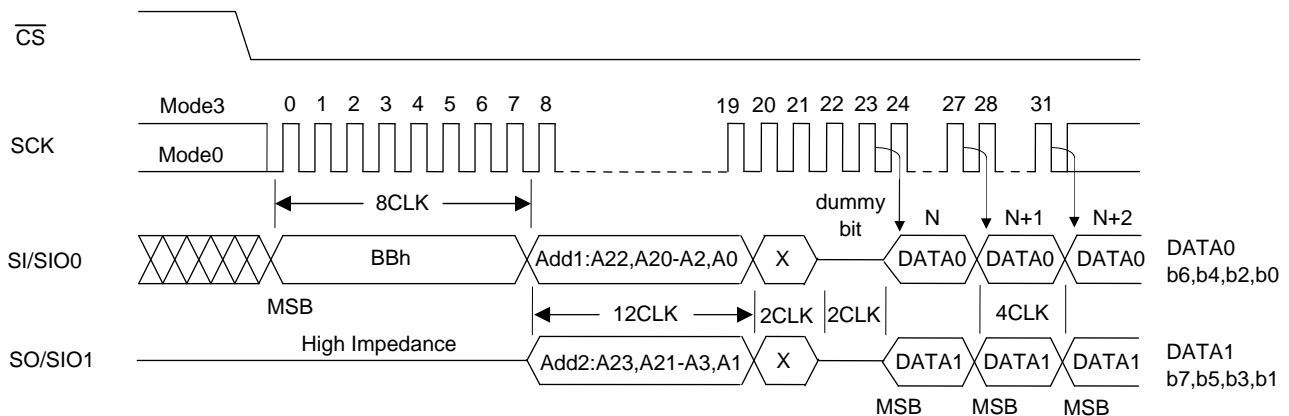 CS
Mode3
0 1 2 3 4 5 6 7 8 19 20 21 22 23 24 27 28 31
SCK
Mode0
8CLK
dummy
bit
N N+1 N+2
SI/SIO0
BBh
Add1:A22,A20-A2,A0
X
DATA0 DATA0 DATA0
DATA0
b6,b4,b2,b0
MSB
12CLK
2CLK
2CLK
4CLK
High Impedance
SO/SIO1
Add2:A23,A21-A3,A1
X
DATA1 DATA1 DATA1
DATA1
b7,b5,b3,b1
MSB MSB MSB